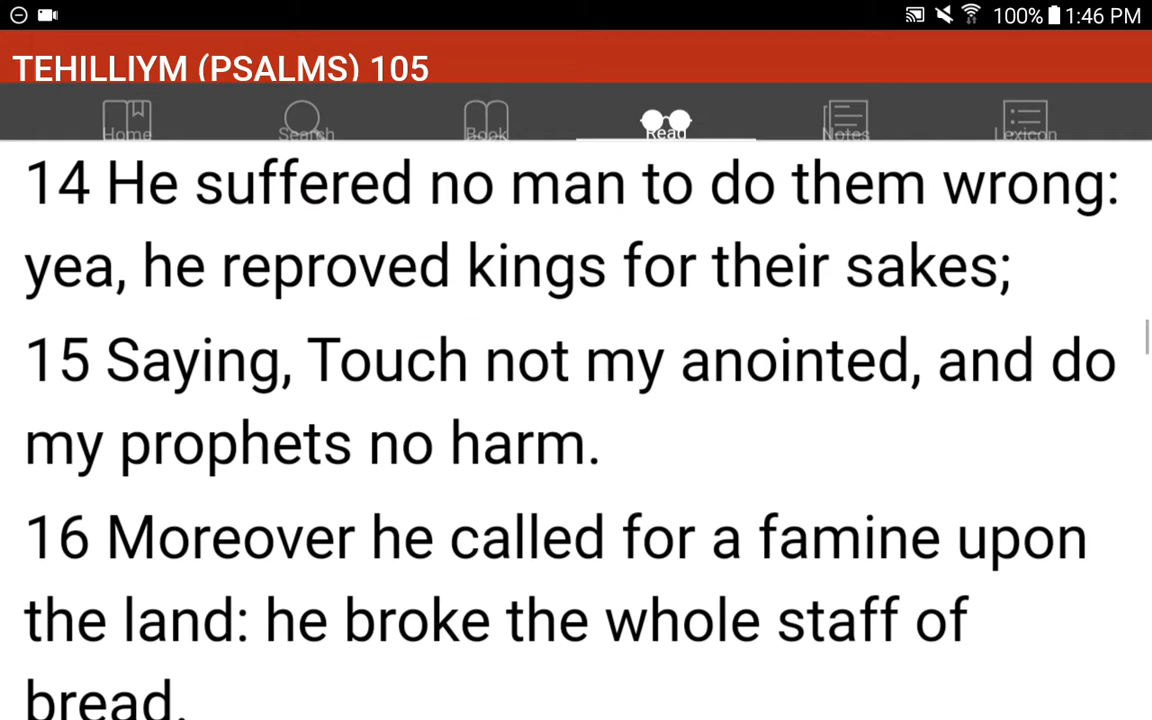 100% 1:46 PM
TEHILLIYM (PSALMS) 105
Home Search Book Read Notes Lexicon
14 He suffered no man to do them wrong:
yea, he reproved kings for their sakes;
15 Saying, Touch not my anointed, and do
my prophets no harm.
16 Moreover he called for a famine upon
the land: he broke the whole staff of
bread.